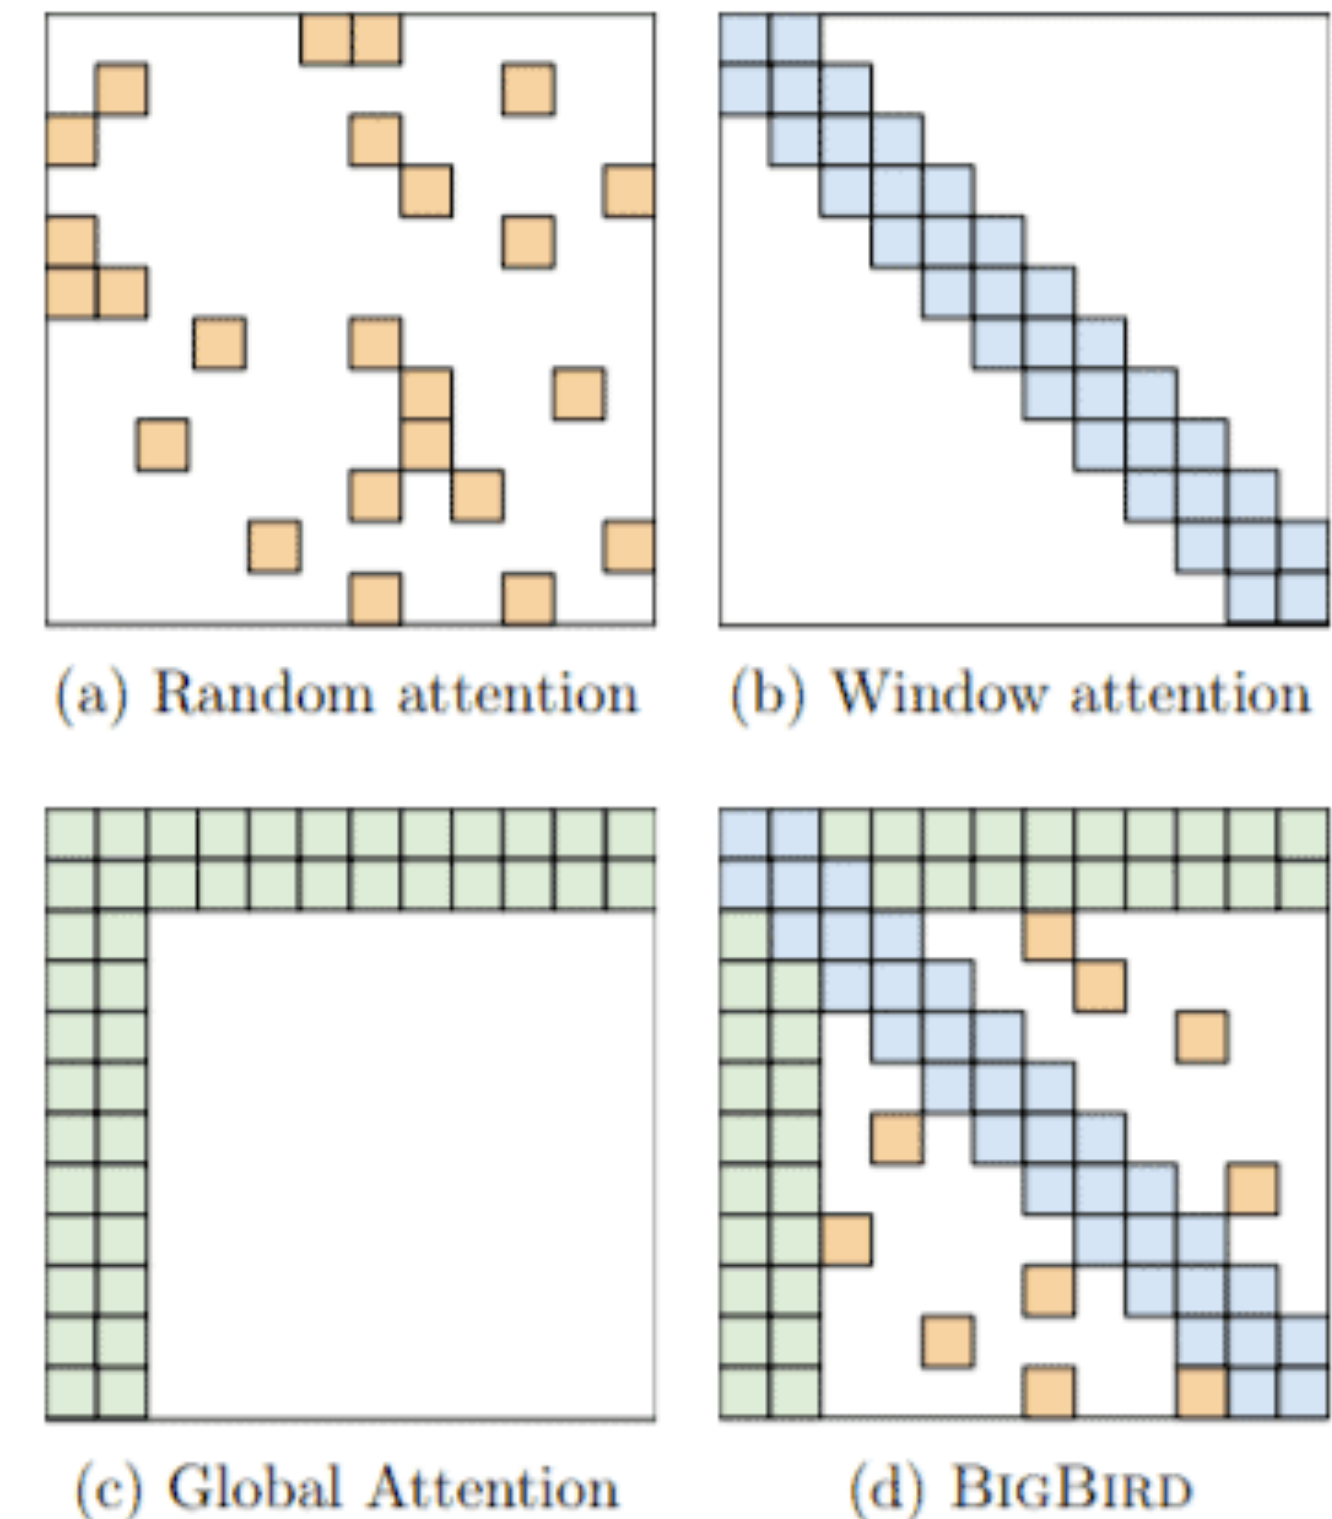 (a) Random attention
(b) Window attention
(c) Global Attention
(d) BIGBIRD